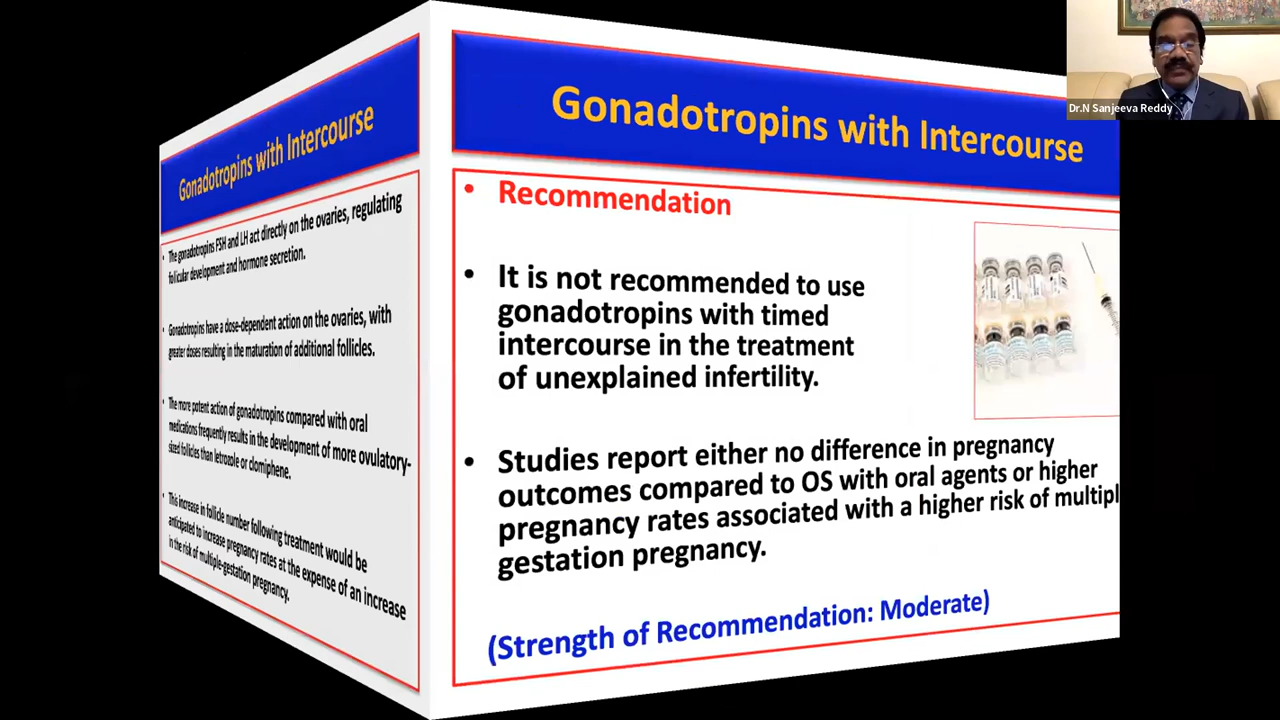 Gonadotropins with Intercourse
• The gonadotropins FSH and LH act directly on the ovaries, regulating
follicular development and hormone secretion.
• Gonadotropins have a dose-dependent action on the ovaries, with
greater doses resulting in the maturation of additional follicles.
• The more potent action of gonadotropins compared with oral
medications frequently results in the development of more ovulatory-
sized follicles than letrozole or clomiphene.
• This increase in follicle number following treatment would be
anticipated to increase pregnancy rates at the expense of an increase
in the risk of multiple-gestation pregnancy.
Gonadotropins with Intercourse
• Recommendation
• It is not recommended to use
gonadotropins with timed
intercourse in the treatment
of unexplained infertility.
• Studies report either no difference in pregnancy
outcomes compared to OS with oral agents or higher
pregnancy rates associated with a higher risk of multipl
gestation pregnancy.
(Strength of Recommendation: Moderate)
Dr.N Sanjeeva Reddy